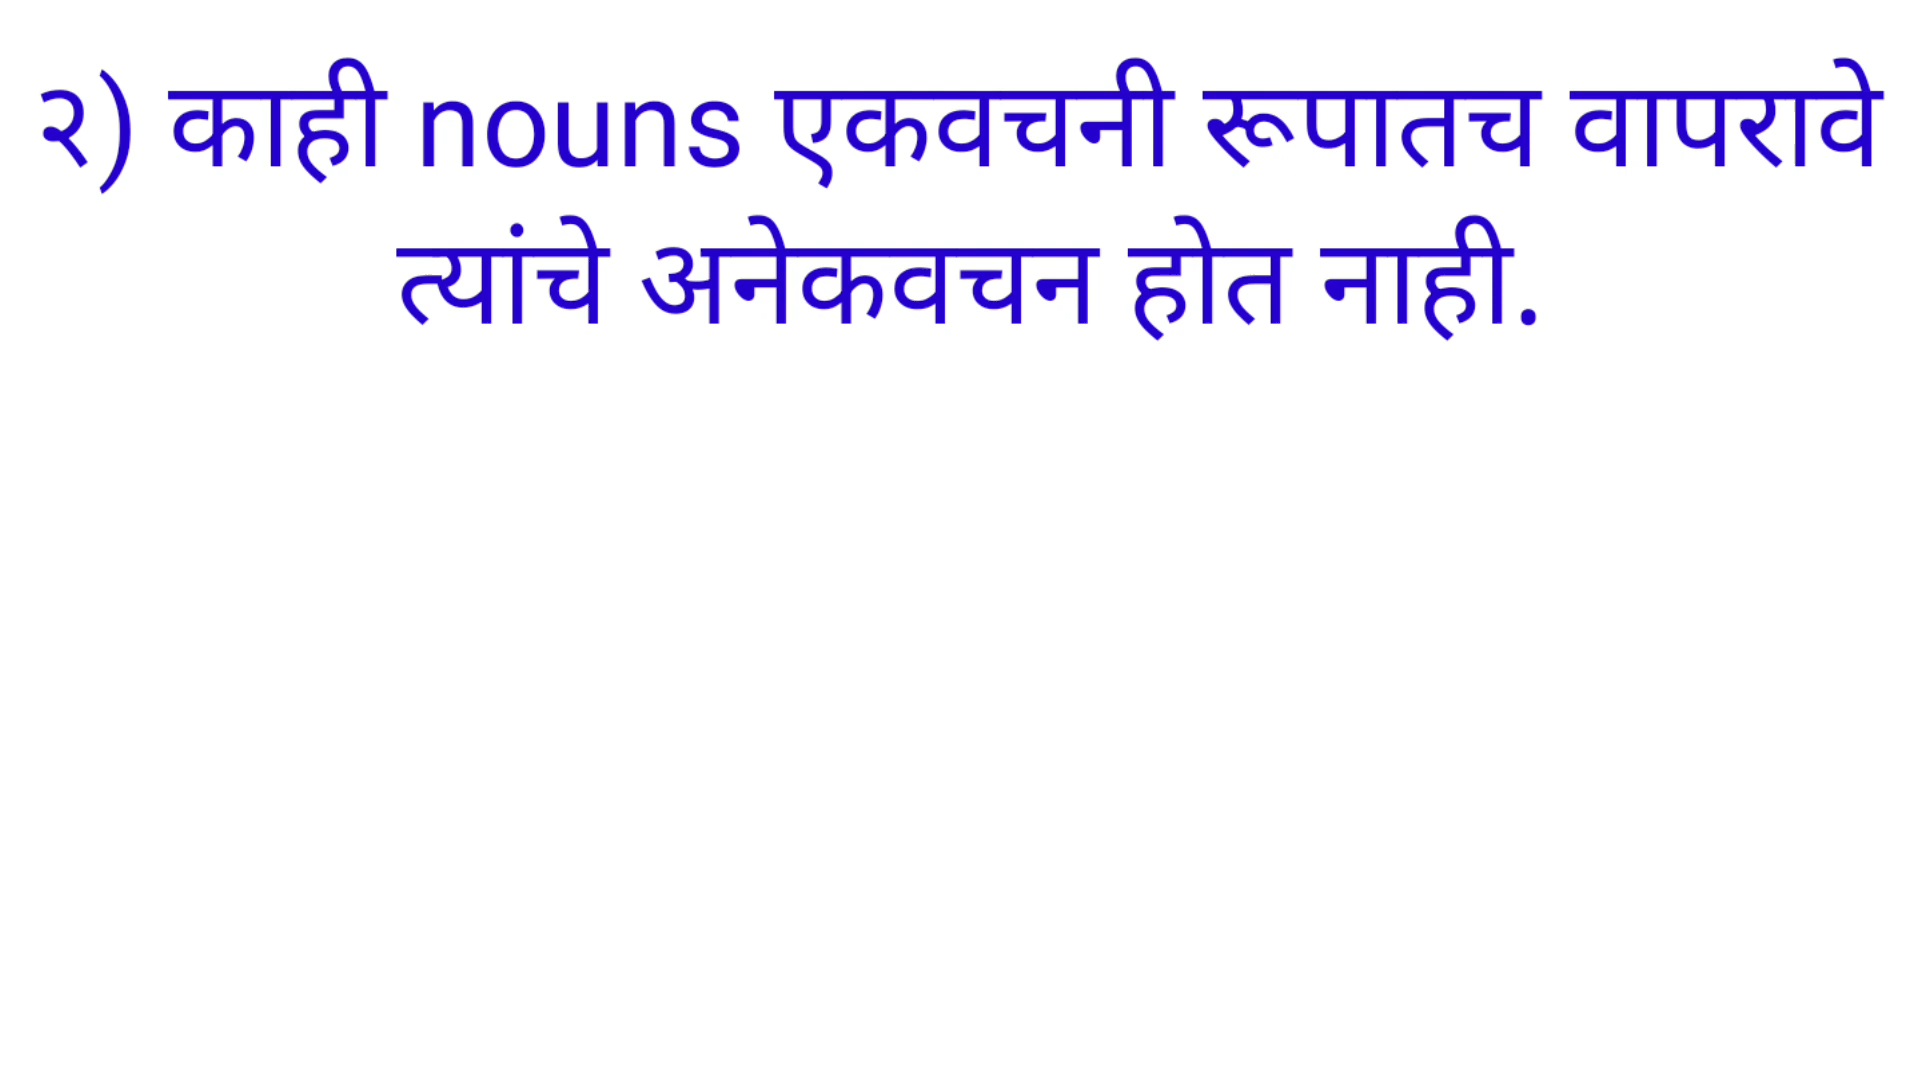 २) काही nouns एकवचनी रूपातच वापरावे
त्यांचे अनेकवचन होत नाही.